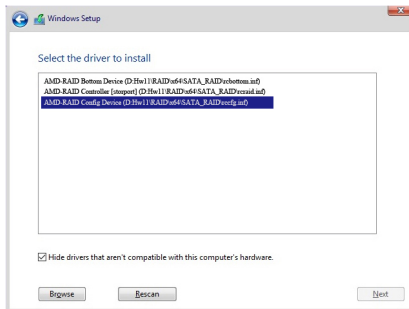 Windows Setup
Select the driver to install
AMD-RAID Bottom Device (D:Hw11\RAID\x64\SATA_RAID\rcbottom.inf)
AMD-RAID Controller [storport] (D:Hw11\RAID\x64\SATA_RAID\rcraid.inf)
AMD-RAID Config Device (D:Hw11\RAID\x64\SATA_RAID\rccfg.inf)
Hide drivers that aren't compatible with this computer's hardware.
Browse Rescan Next